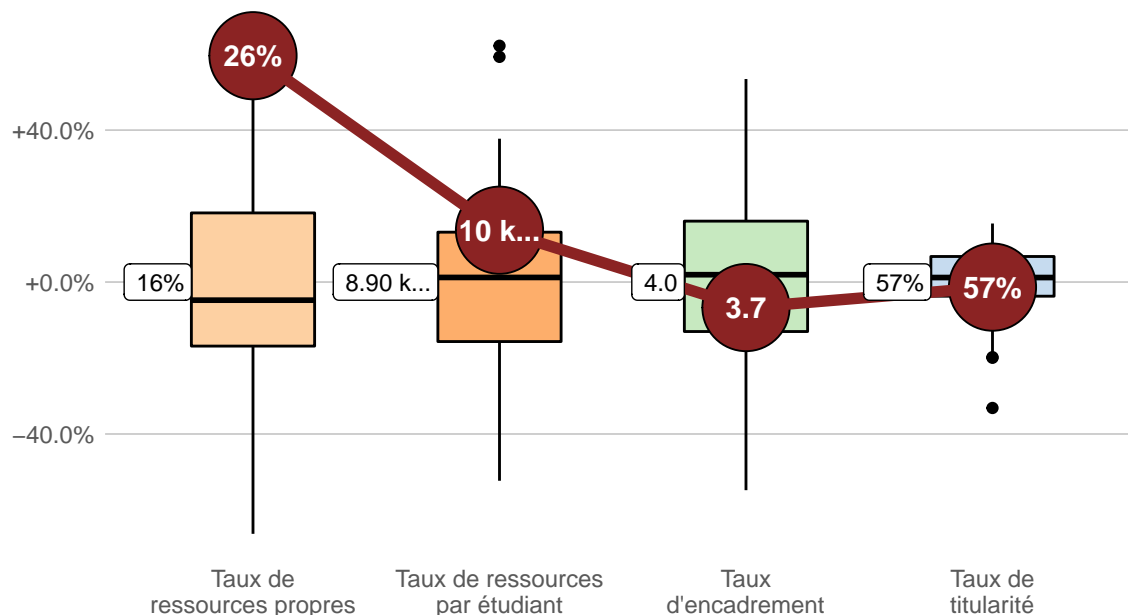 26%
+40.0%
10 k...
16%
8.90 k...
4.0
57%
+0.0%
3.7
57%
−40.0%
Taux de
ressources propres
Taux de ressources
par étudiant
Taux
d'encadrement
Taux de
titularité